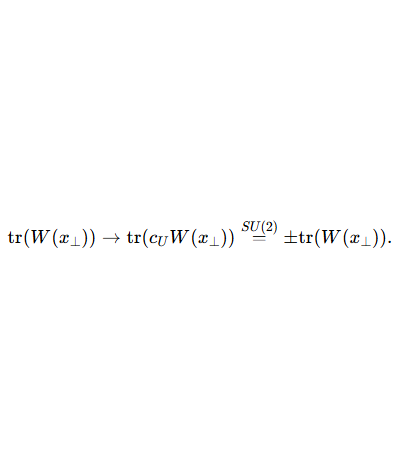 tr(W(x⊥)) → tr(c_U W(x⊥)) \overset{SU(2)}{=} ±tr(W(x⊥)).